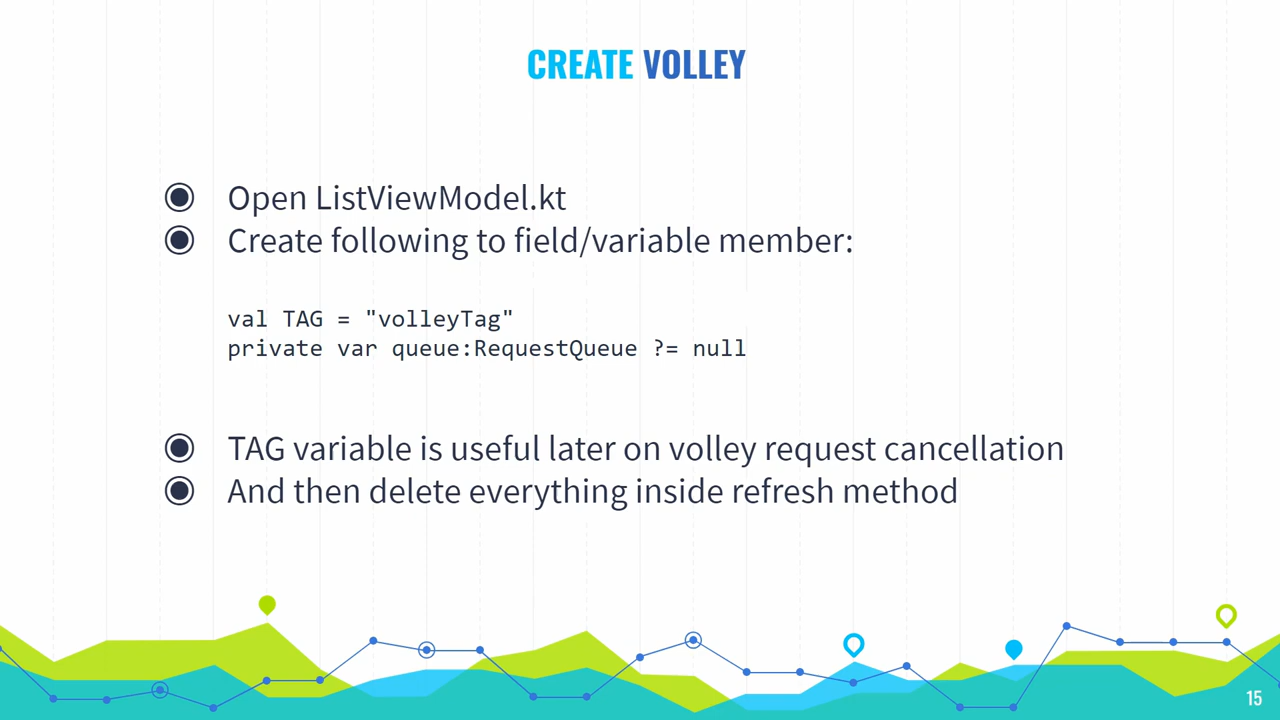 CREATE VOLLEY
Open ListViewModel.kt
Create following to field/variable member:
val TAG = "volleyTag"
private var queue:RequestQueue ?= null
TAG variable is useful later on volley request cancellation
And then delete everything inside refresh method
15